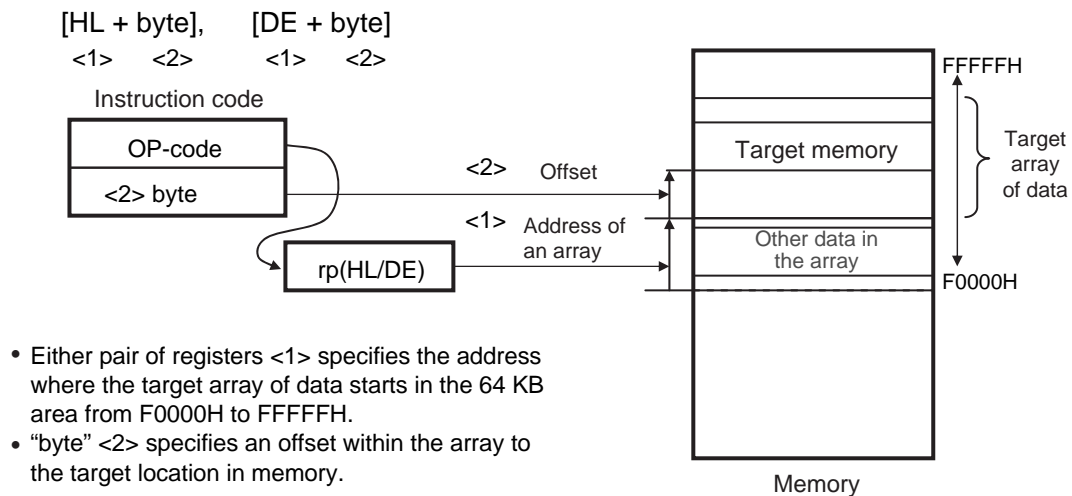 [HL + byte], [DE + byte]
<1> <2> <1> <2>
Instruction code
OP-code
<2> byte
rp(HL/DE)
<2> Offset
<1> Address of
an array
FFFFFH
Target memory
Target
array
of data
Other data in
the array
F0000H
• Either pair of registers <1> specifies the address
where the target array of data starts in the 64 KB
area from F0000H to FFFFFH.
• “byte” <2> specifies an offset within the array to
the target location in memory.
Memory